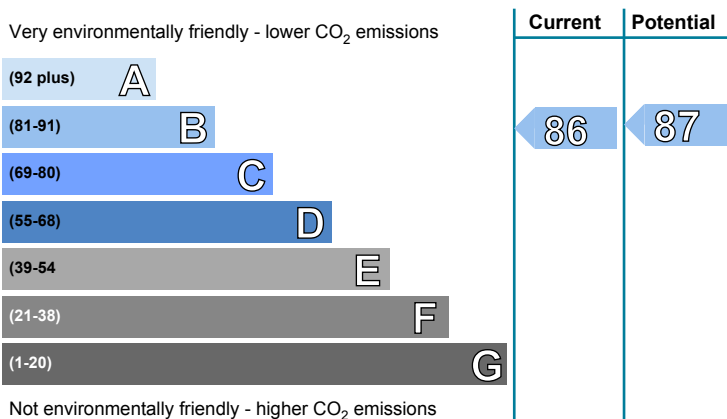 Current Potential
Very environmentally friendly - lower CO2 emissions
(92 plus) A
(81-91) B 86 87
(69-80) C
(55-68) D
(39-54 E
(21-38) F
(1-20) G
Not environmentally friendly - higher CO2 emissions